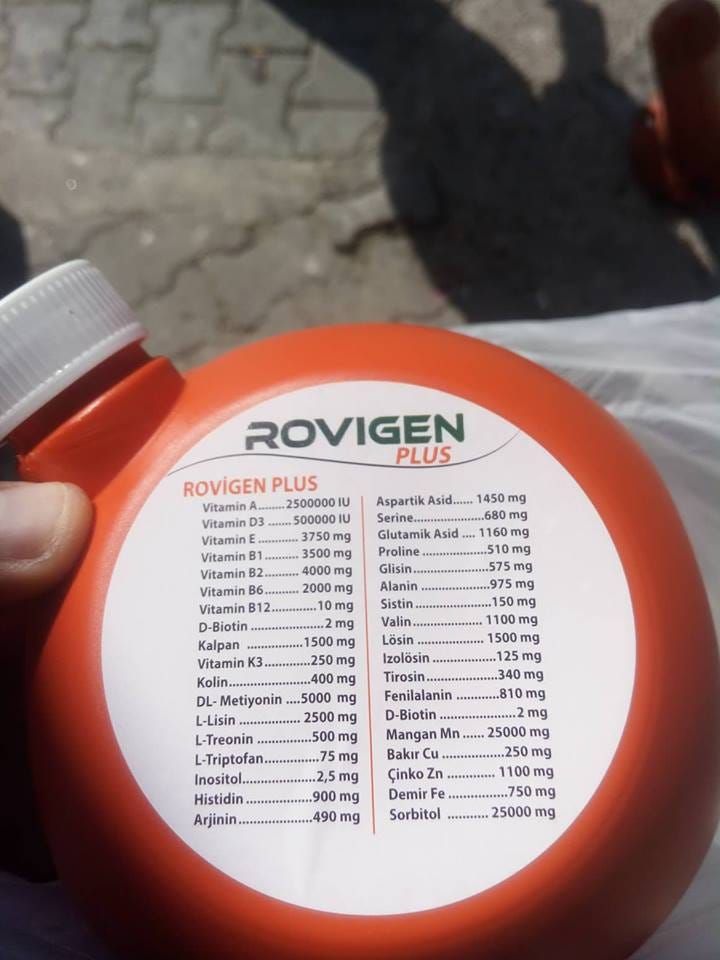 ROVIGEN
PLUS
ROVİGEN PLUS
Vitamin A........2500000 IU
Vitamin D3 ....... 500000 IU
Vitamin E ............ 3750 mg
Vitamin B1.......... 3500 mg
Vitamin B2.......... 4000 mg
Vitamin B6.......... 2000 mg
Vitamin B12............10 mg
D-Biotin ....................2 mg
Kalpan ................1500 mg
Vitamin K3............250 mg
Kolin......................400 mg
DL- Metiyonin ....5000 mg
L-Lisin ................. 2500 mg
L-Treonin ...............500 mg
L-Triptofan...............75 mg
Inositol....................2,5 mg
Histidin ..................900 mg
Arjinin....................490 mg
Aspartik Asid...... 1450 mg
Serine.....................680 mg
Glutamik Asid .... 1160 mg
Proline ...................510 mg
Glisin......................575 mg
Alanin ...................975 mg
Sistin ......................150 mg
Valin..................... 1100 mg
Lösin ................... 1500 mg
Izolösin .................125 mg
Tirosin....................340 mg
Fenilalanin ............810 mg
D-Biotin .....................2 mg
Mangan Mn ...... 25000 mg
Bakır Cu .................250 mg
Çinko Zn ............. 1100 mg
Demir Fe ................750 mg
Sorbitol ........... 25000 mg